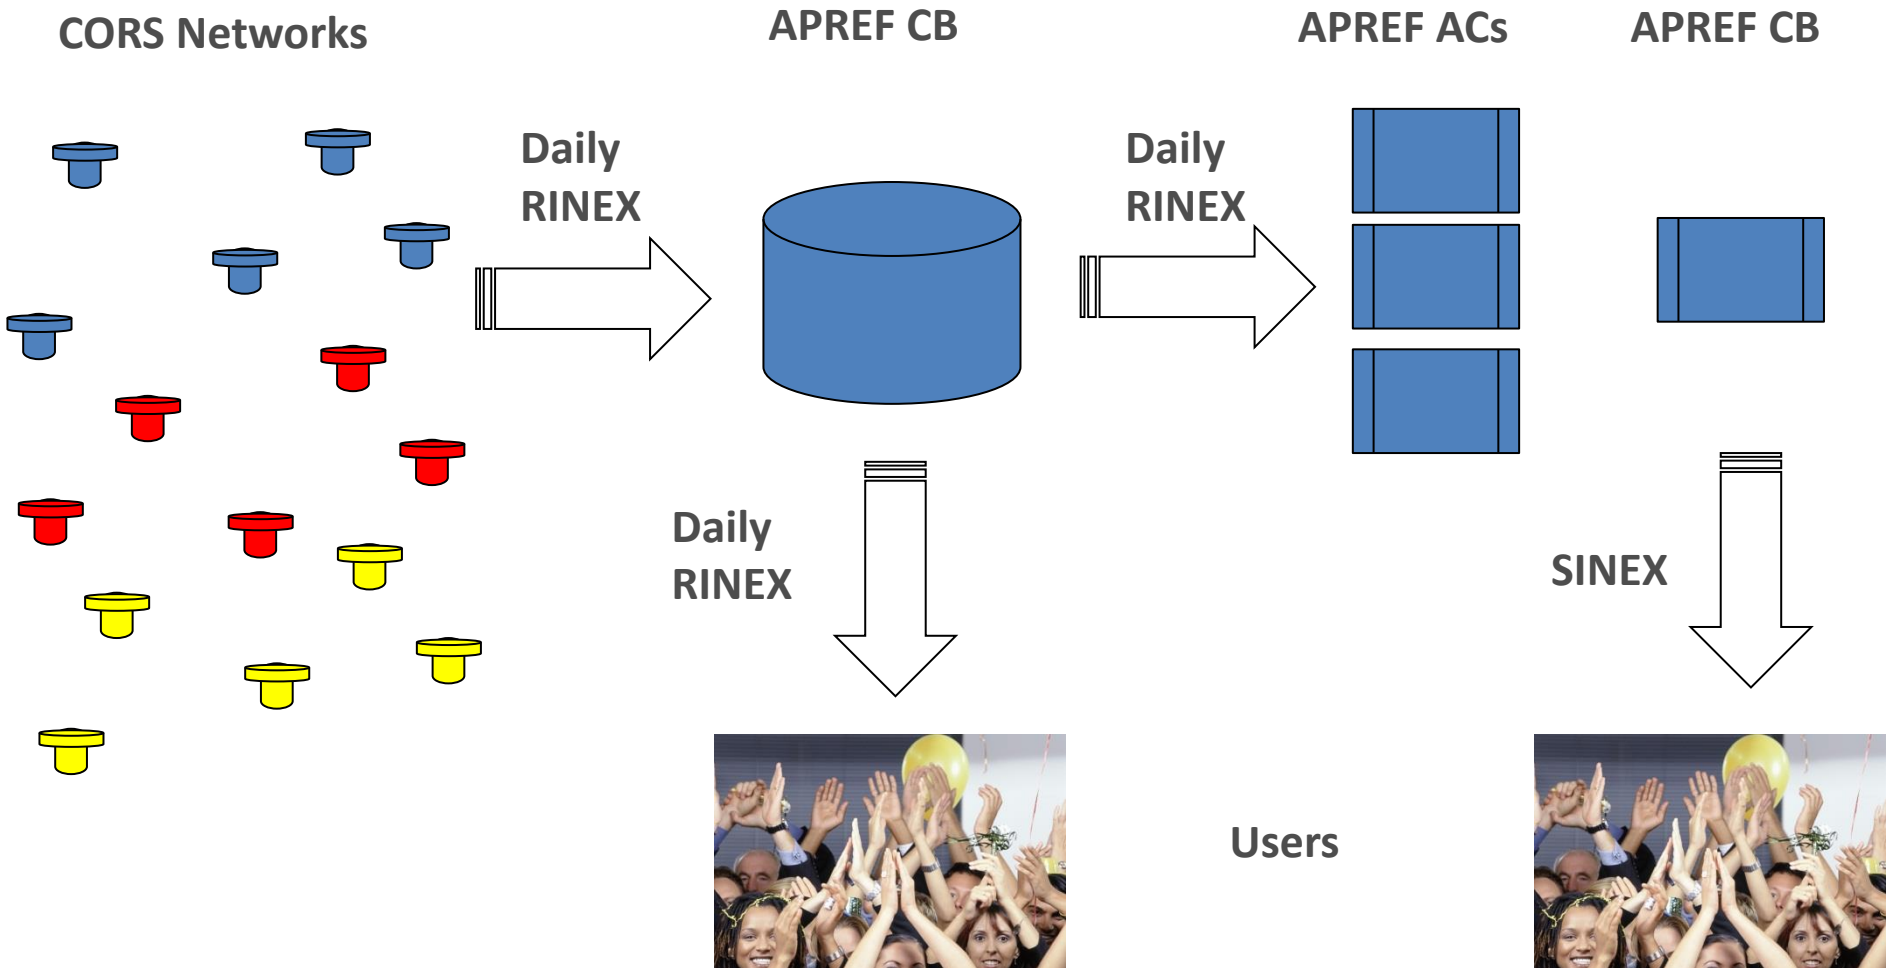 CORS Networks
APREF CB
APREF ACs
APREF CB
Daily
RINEX
Daily
RINEX
Daily
RINEX
SINEX
Users